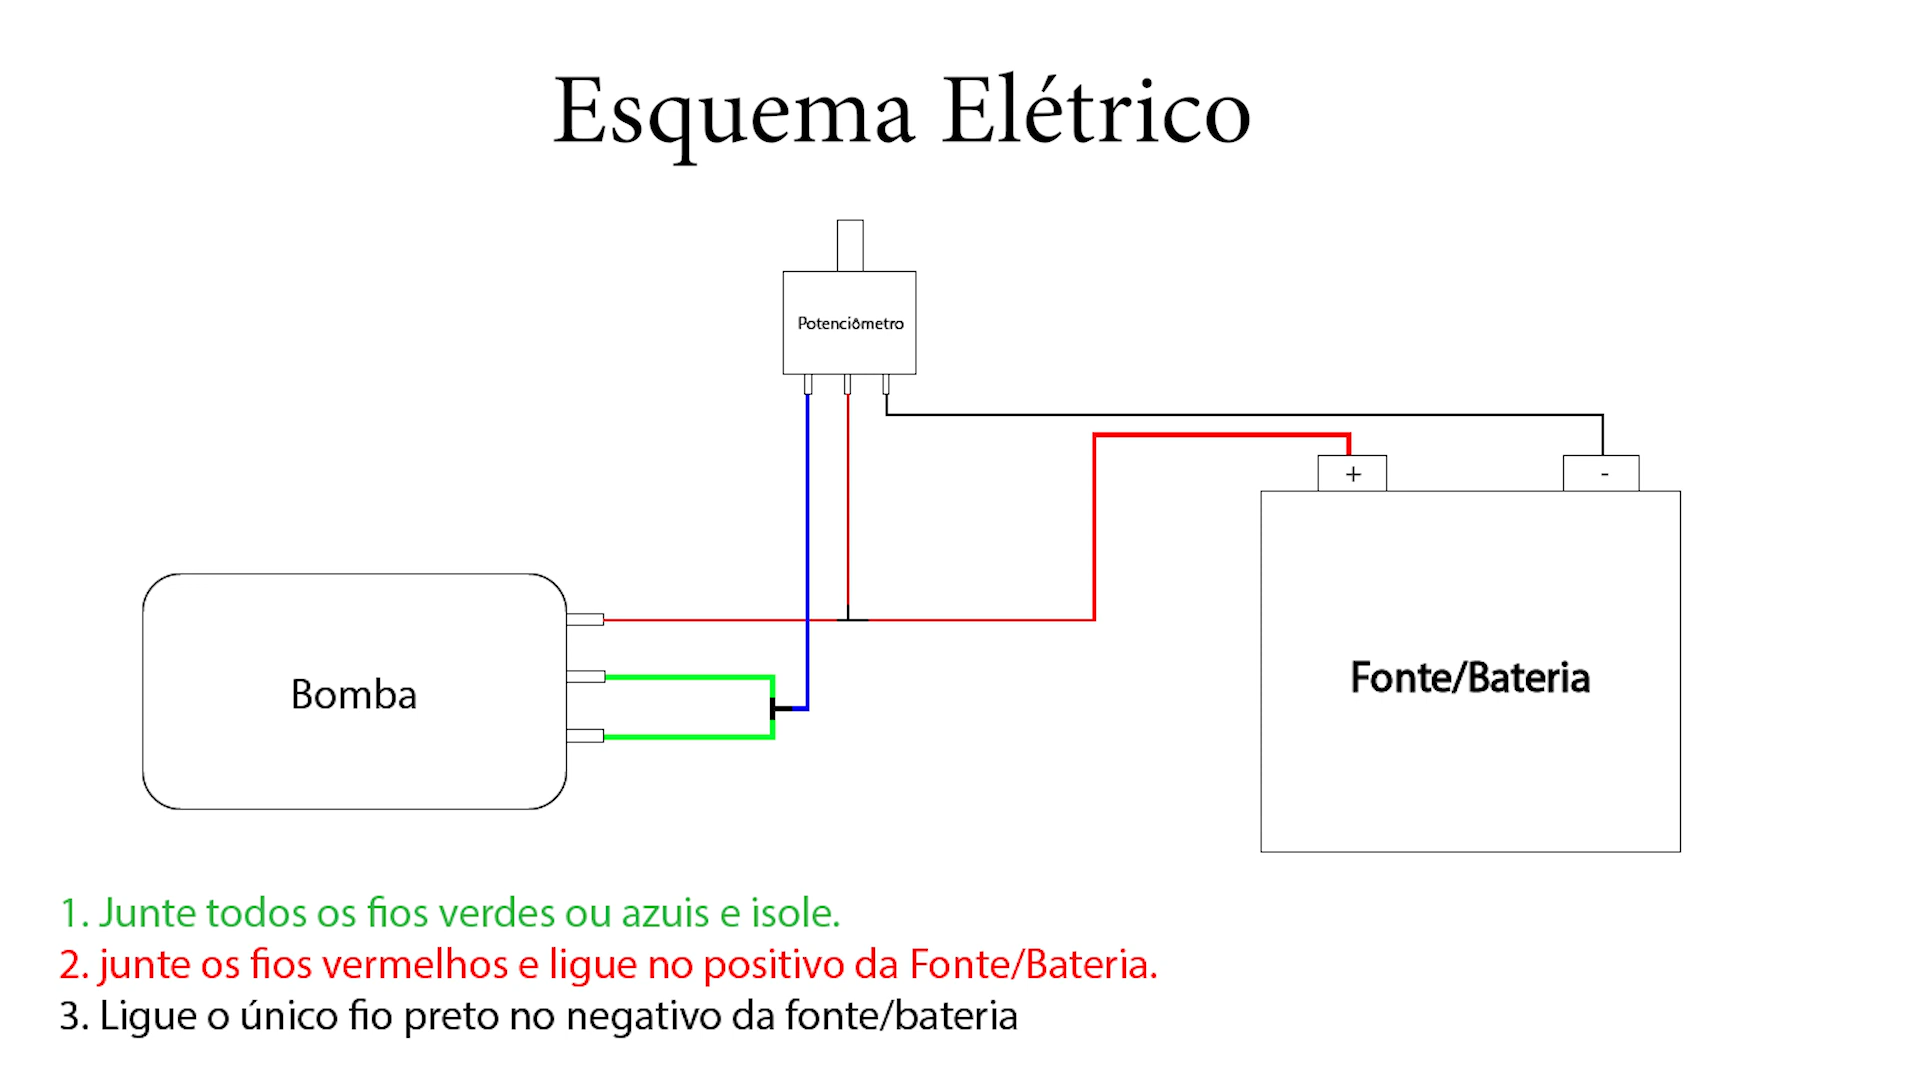 Esquema Elétrico
Potenciômetro
+
-
Fonte/Bateria
Bomba
1. Junte todos os fios verdes ou azuis e isole.
2. junte os fios vermelhos e ligue no positivo da Fonte/Bateria.
3. Ligue o único fio preto no negativo da fonte/bateria